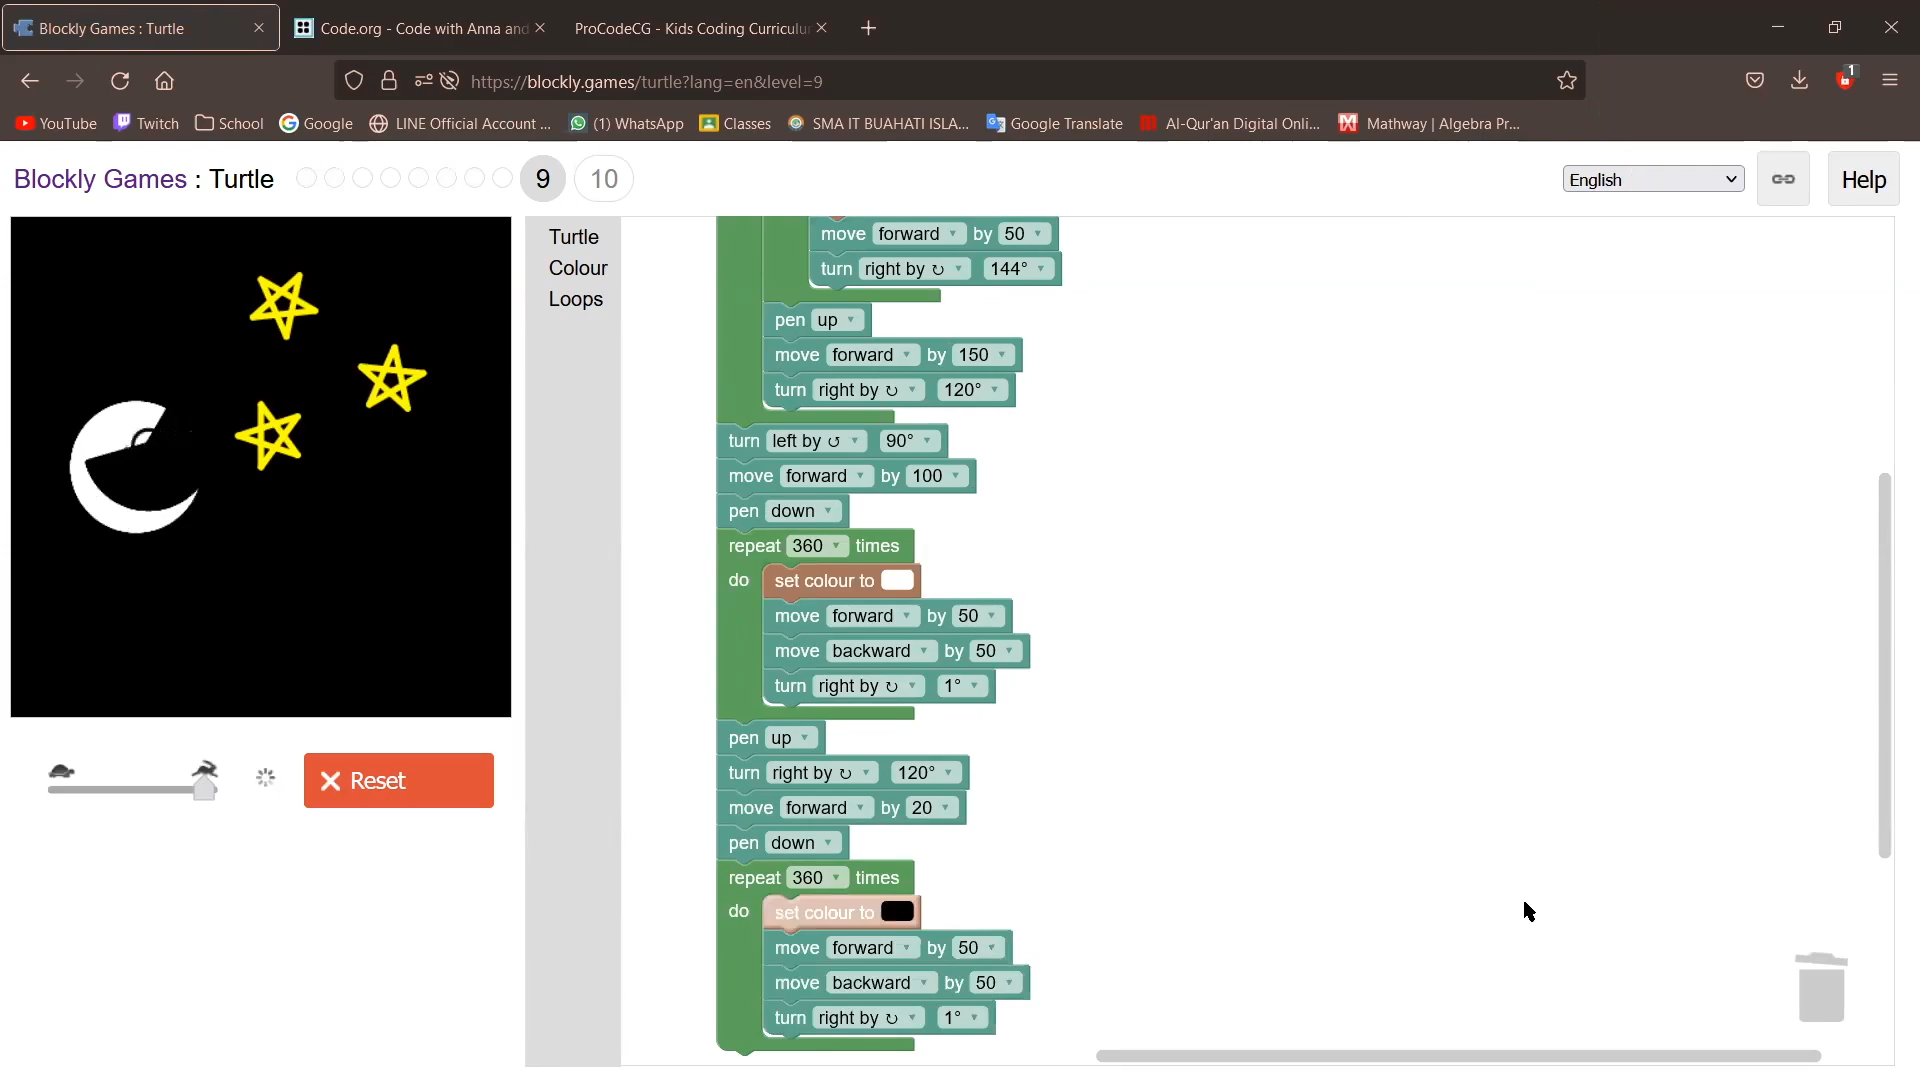 Blockly Games : Turtle
Code.org - Code with Anna and
ProCodeCG - Kids Coding Curriculu
https://blockly.games/turtle?lang=en&level=9
1
YouTube Twitch School Google LINE Official Account ... (1) WhatsApp Classes SMA IT BUAHATI ISLA... Google Translate Al-Qur'an Digital Onli... Mathway | Algebra Pr...
Blockly Games : Turtle 9 10 English Help
Turtle
Colour
Loops
move forward by 50
turn right by ↻ 144°
pen up
move forward by 150
turn right by ↻ 120°
turn left by ↺ 90°
move forward by 100
pen down
repeat 360 times
do set colour to
move forward by 50
move backward by 50
turn right by ↻ 1°
pen up
turn right by ↻ 120°
move forward by 20
pen down
repeat 360 times
do set colour to
move forward by 50
move backward by 50
turn right by ↻ 1°
Reset